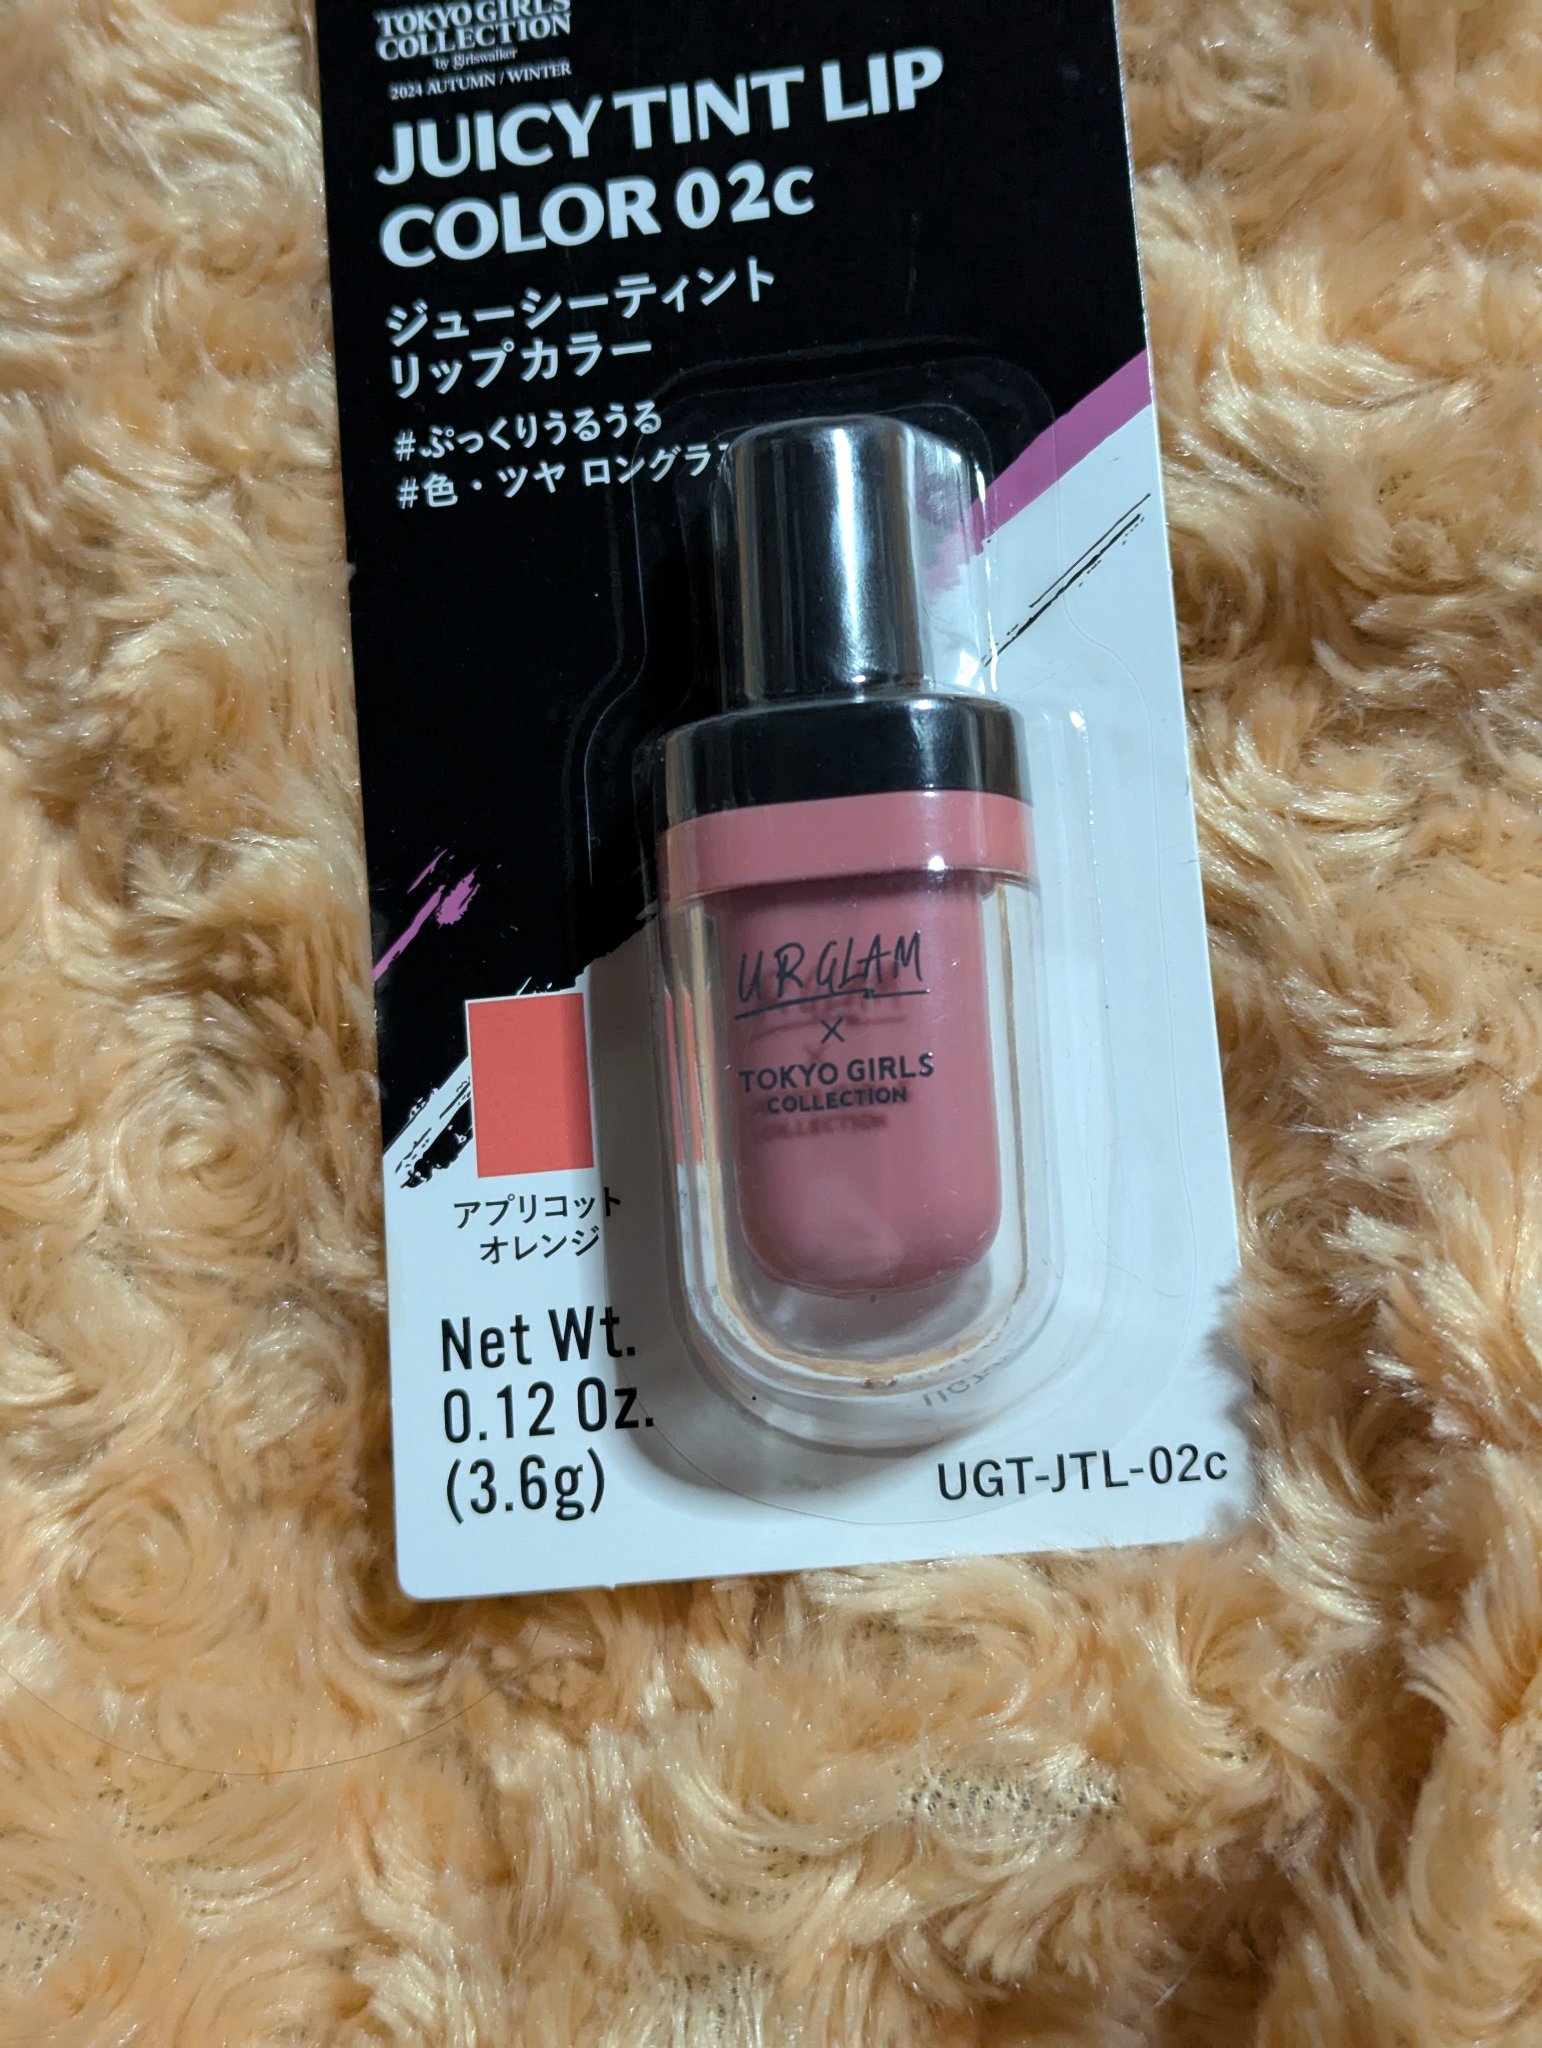 TOKYO GIRLS
COLLECTION
by girlswalker
2024 AUTUMN / WINTER
JUICY TINT LIP
COLOR 02c
ジューシーティント
リップカラー
#ぷっくりうるうる
#色・ツヤ ロングラ
URGLAM
×
TOKYO GIRLS
COLLECTION
アプリコット
オレンジ
Net Wt.
0.12 Oz.
(3.6g)
UGT-JTL-02c